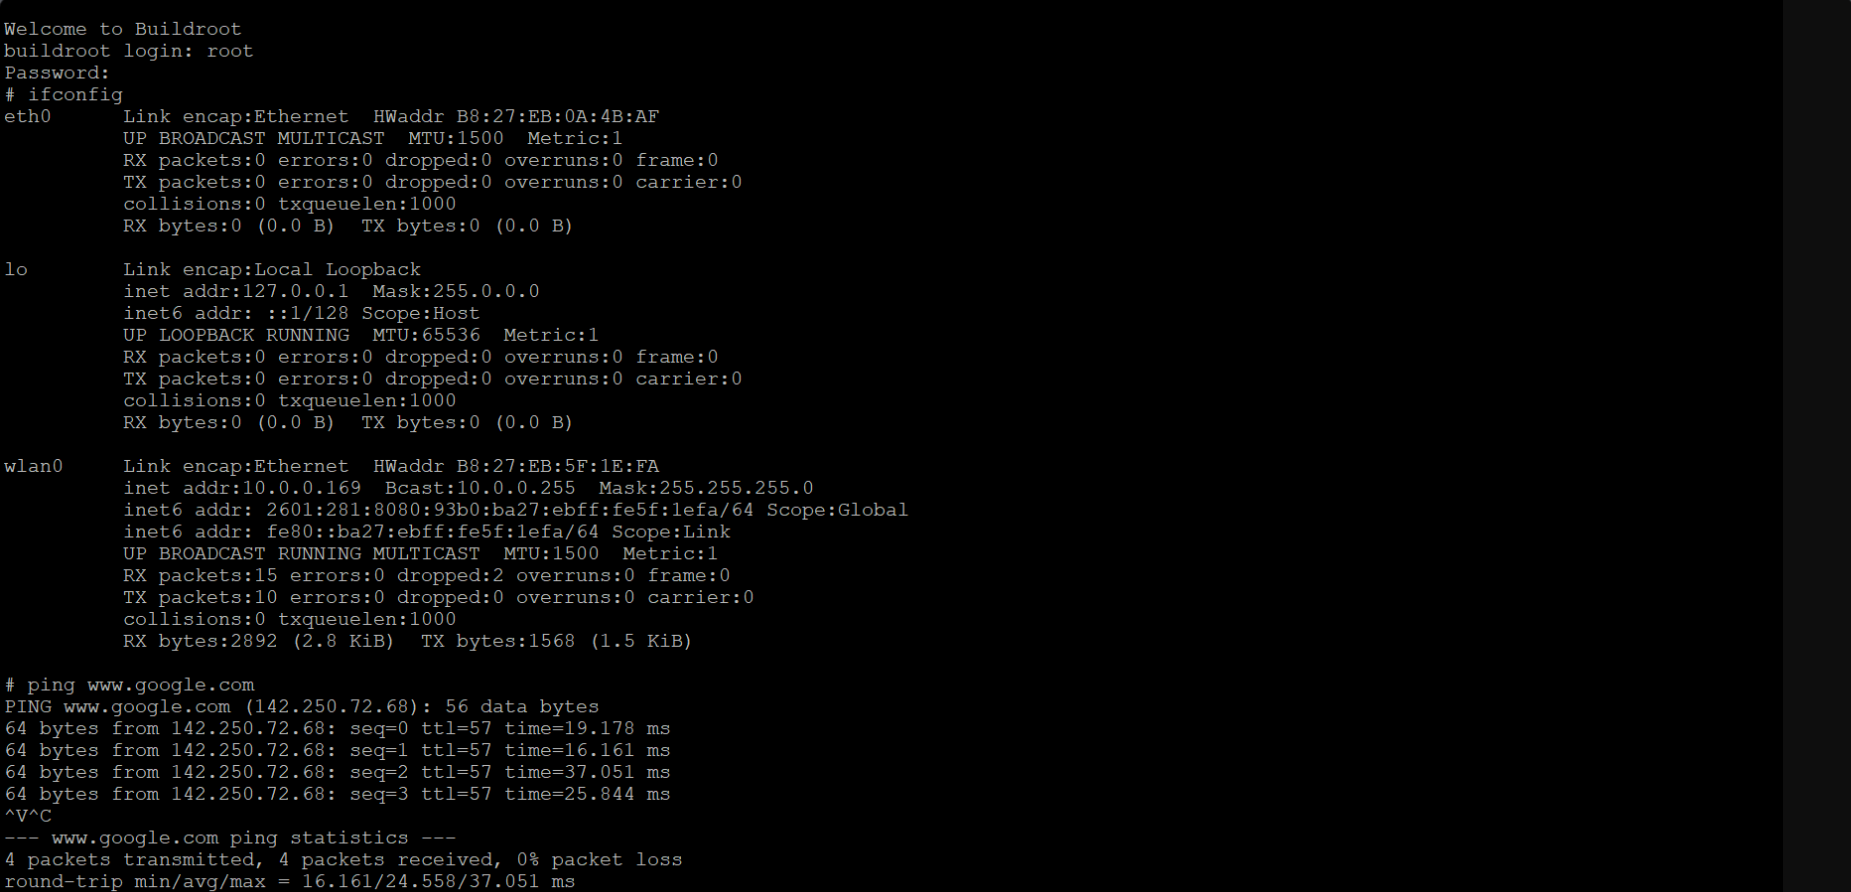 Welcome to Buildroot
buildroot login: root
Password:
# ifconfig
eth0      Link encap:Ethernet  HWaddr B8:27:EB:0A:4B:AF
          UP BROADCAST MULTICAST  MTU:1500  Metric:1
          RX packets:0 errors:0 dropped:0 overruns:0 frame:0
          TX packets:0 errors:0 dropped:0 overruns:0 carrier:0
          collisions:0 txqueuelen:1000
          RX bytes:0 (0.0 B)  TX bytes:0 (0.0 B)

lo        Link encap:Local Loopback
          inet addr:127.0.0.1  Mask:255.0.0.0
          inet6 addr: ::1/128 Scope:Host
          UP LOOPBACK RUNNING  MTU:65536  Metric:1
          RX packets:0 errors:0 dropped:0 overruns:0 frame:0
          TX packets:0 errors:0 dropped:0 overruns:0 carrier:0
          collisions:0 txqueuelen:1000
          RX bytes:0 (0.0 B)  TX bytes:0 (0.0 B)

wlan0     Link encap:Ethernet  HWaddr B8:27:EB:5F:1E:FA
          inet addr:10.0.0.169  Bcast:10.0.0.255  Mask:255.255.255.0
          inet6 addr: 2601:281:8080:93b0:ba27:ebff:fe5f:1efa/64 Scope:Global
          inet6 addr: fe80::ba27:ebff:fe5f:1efa/64 Scope:Link
          UP BROADCAST RUNNING MULTICAST  MTU:1500  Metric:1
          RX packets:15 errors:0 dropped:2 overruns:0 frame:0
          TX packets:10 errors:0 dropped:0 overruns:0 carrier:0
          collisions:0 txqueuelen:1000
          RX bytes:2892 (2.8 KiB)  TX bytes:1568 (1.5 KiB)

# ping www.google.com
PING www.google.com (142.250.72.68): 56 data bytes
64 bytes from 142.250.72.68: seq=0 ttl=57 time=19.178 ms
64 bytes from 142.250.72.68: seq=1 ttl=57 time=16.161 ms
64 bytes from 142.250.72.68: seq=2 ttl=57 time=37.051 ms
64 bytes from 142.250.72.68: seq=3 ttl=57 time=25.844 ms
^V^C
--- www.google.com ping statistics ---
4 packets transmitted, 4 packets received, 0% packet loss
round-trip min/avg/max = 16.161/24.558/37.051 ms